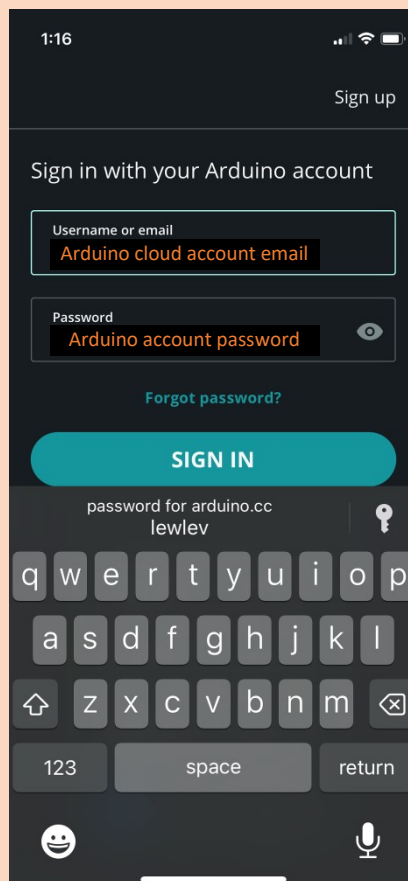 1:16
Sign up
Sign in with your Arduino account
Username or email
Arduino cloud account email
Password
Arduino account password
Forgot password?
SIGN IN
password for arduino.cc
lewlev
q w e r t y u i o p
a s d f g h j k l
z x c v b n m
123 space return